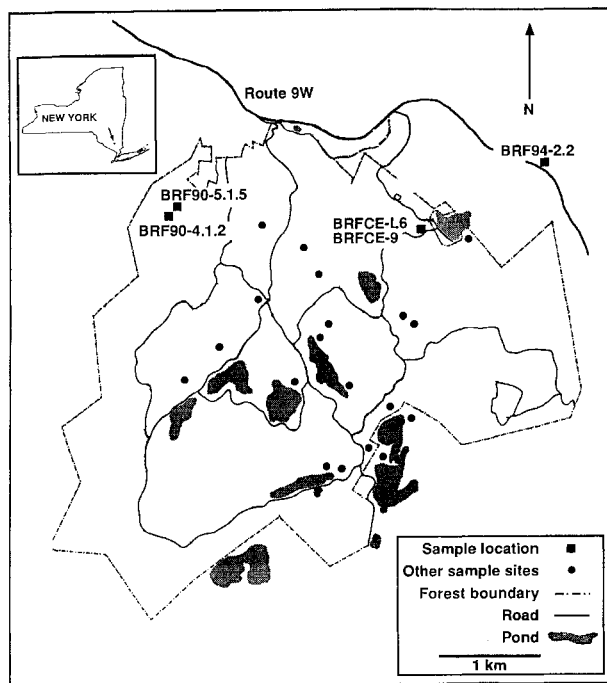 Route 9W
N
NEW YORK
BRF94-2.2
BRF90-5.1.5
BRF90-4.1.2
BRFCE-L6
BRFCE-9
Sample location
Other sample sites
Forest boundary
Road
Pond
1 km